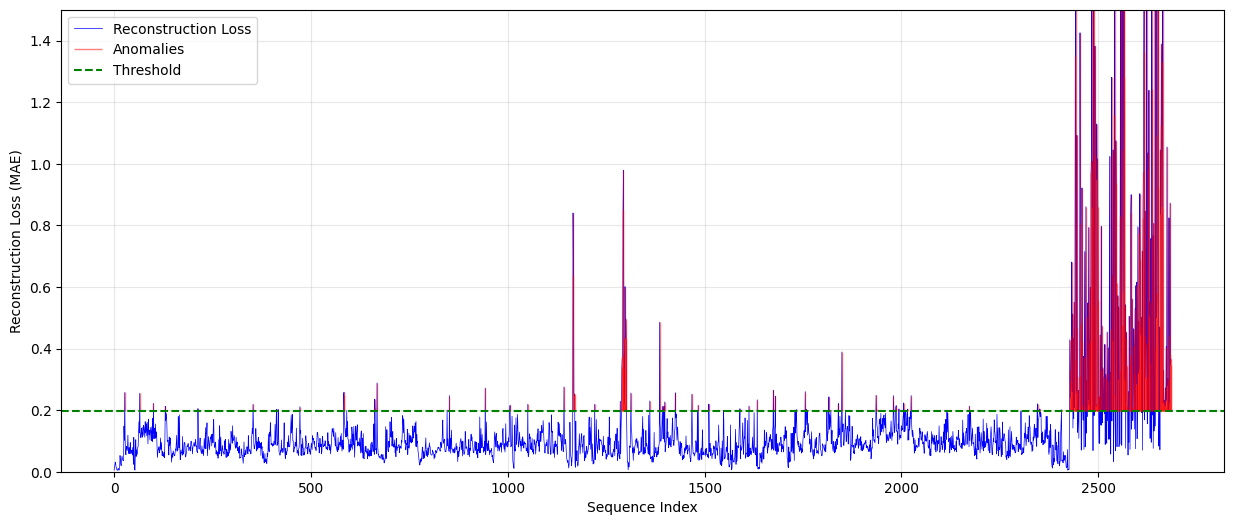 Reconstruction Loss
Anomalies
Threshold
Reconstruction Loss (MAE)
1.4
1.2
1.0
0.8
0.6
0.4
0.2
0.0
0 500 1000 1500 2000 2500
Sequence Index